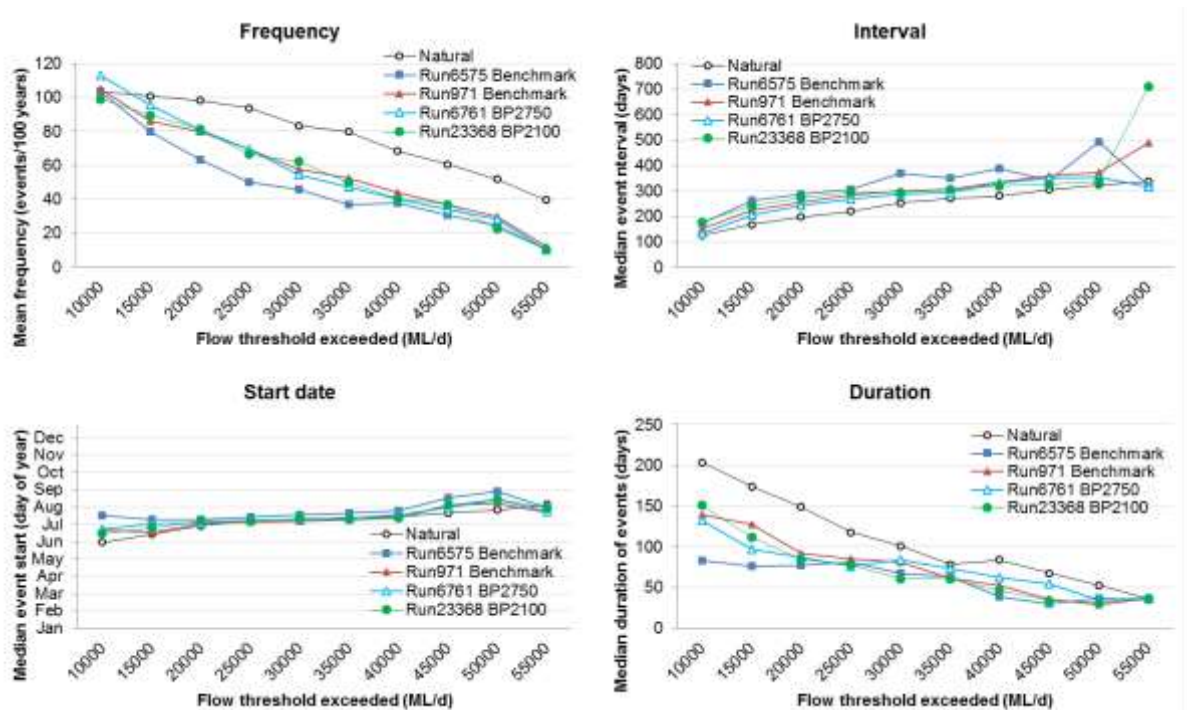 Frequency
Mean frequency (events/100 years)
120
100
80
60
40
20
0
Natural
Run6575 Benchmark
Run971 Benchmark
Run6761 BP2750
Run23368 BP2100
10000
15000
20000
25000
30000
35000
40000
45000
50000
55000
Flow threshold exceeded (ML/d)
Interval
Median event nterval (days)
800
700
600
500
400
300
200
100
0
Natural
Run6575 Benchmark
Run971 Benchmark
Run6761 BP2750
Run23368 BP2100
10000
15000
20000
25000
30000
35000
40000
45000
50000
55000
Flow threshold exceeded (ML/d)
Start date
Median event start (day of year)
Dec
Nov
Oct
Sep
Aug
Jul
Jun
May
Apr
Mar
Feb
Jan
Natural
Run6575 Benchmark
Run971 Benchmark
Run6761 BP2750
Run23368 BP2100
10000
15000
20000
25000
30000
35000
40000
45000
50000
55000
Flow threshold exceeded (ML/d)
Duration
Median duration of events (days)
250
200
150
100
50
0
Natural
Run6575 Benchmark
Run971 Benchmark
Run6761 BP2750
Run23368 BP2100
10000
15000
20000
25000
30000
35000
40000
45000
50000
55000
Flow threshold exceeded (ML/d)